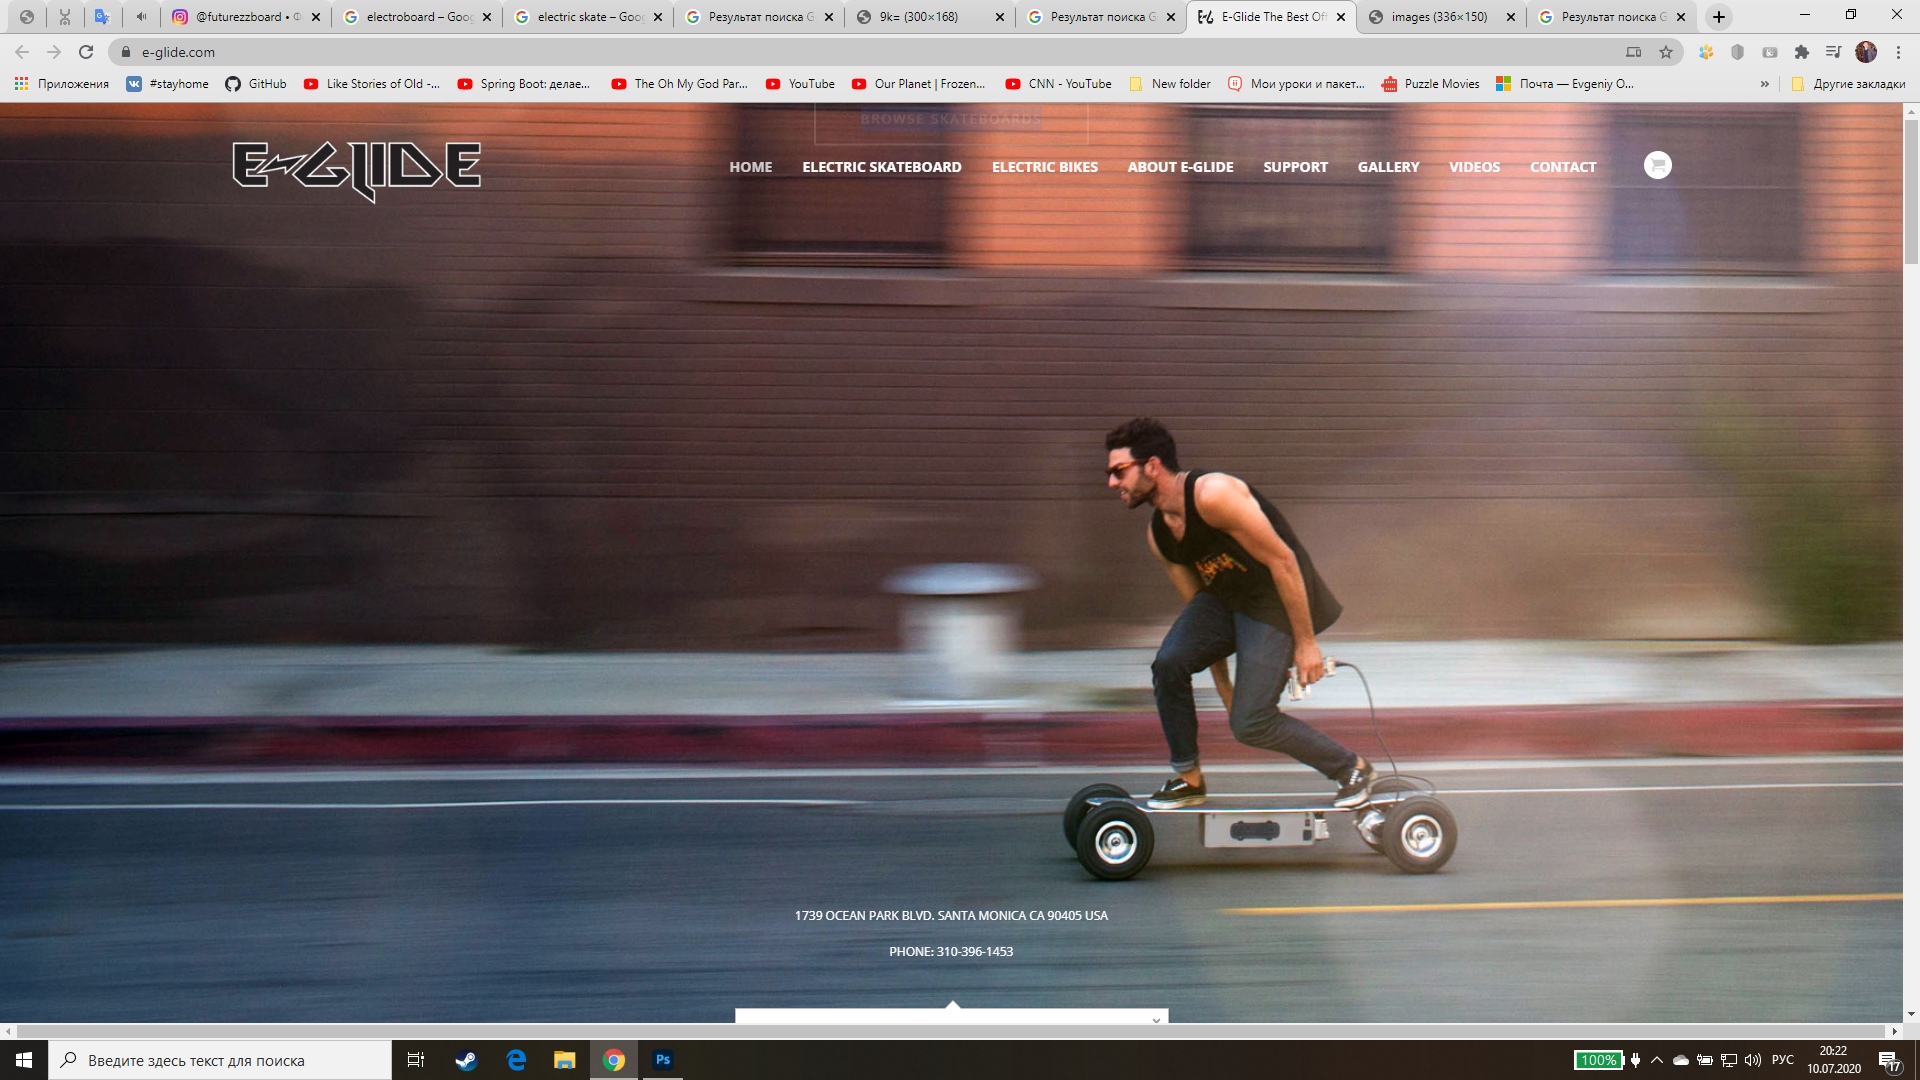 @futurezzboard • Ф
electroboard – Goog
electric skate – Goog
Результат поиска G
9k= (300×168)
Результат поиска G
E-Glide The Best Off
images (336×150)
Результат поиска G
e-glide.com
Приложения
#stayhome
GitHub
Like Stories of Old -...
Spring Boot: делае...
The Oh My God Par...
YouTube
Our Planet | Frozen...
CNN - YouTube
New folder
Мои уроки и пакет...
Puzzle Movies
Почта — Evgeniy O...
»
Другие закладки
BROWSE SKATEBOARDS
E-GLIDE
HOME
ELECTRIC SKATEBOARD
ELECTRIC BIKES
ABOUT E-GLIDE
SUPPORT
GALLERY
VIDEOS
CONTACT
1739 OCEAN PARK BLVD. SANTA MONICA CA 90405 USA
PHONE: 310-396-1453
Введите здесь текст для поиска
Ps
100%
РУС
20:22
10.07.2020
17